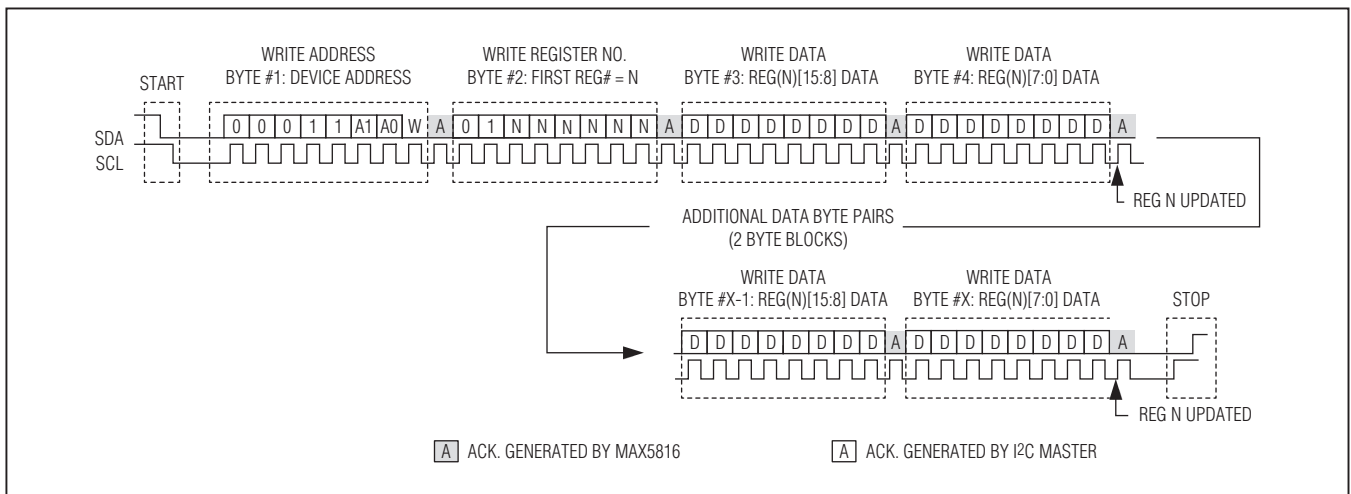 WRITE ADDRESS
BYTE #1: DEVICE ADDRESS
WRITE REGISTER NO.
BYTE #2: FIRST REG# = N
WRITE DATA
BYTE #3: REG(N)[15:8] DATA
WRITE DATA
BYTE #4: REG(N)[7:0] DATA
START
SDA
0 0 0 1 1 A1 A0 W A 0 1 N N N N N N A D D D D D D D D A D D D D D D D D A
SCL
REG N UPDATED
ADDITIONAL DATA BYTE PAIRS
(2 BYTE BLOCKS)
WRITE DATA
BYTE #X-1: REG(N)[15:8] DATA
WRITE DATA
BYTE #X: REG(N)[7:0] DATA
STOP
D D D D D D D D A D D D D D D D D A
REG N UPDATED
A ACK. GENERATED BY MAX5816
A ACK. GENERATED BY I²C MASTER